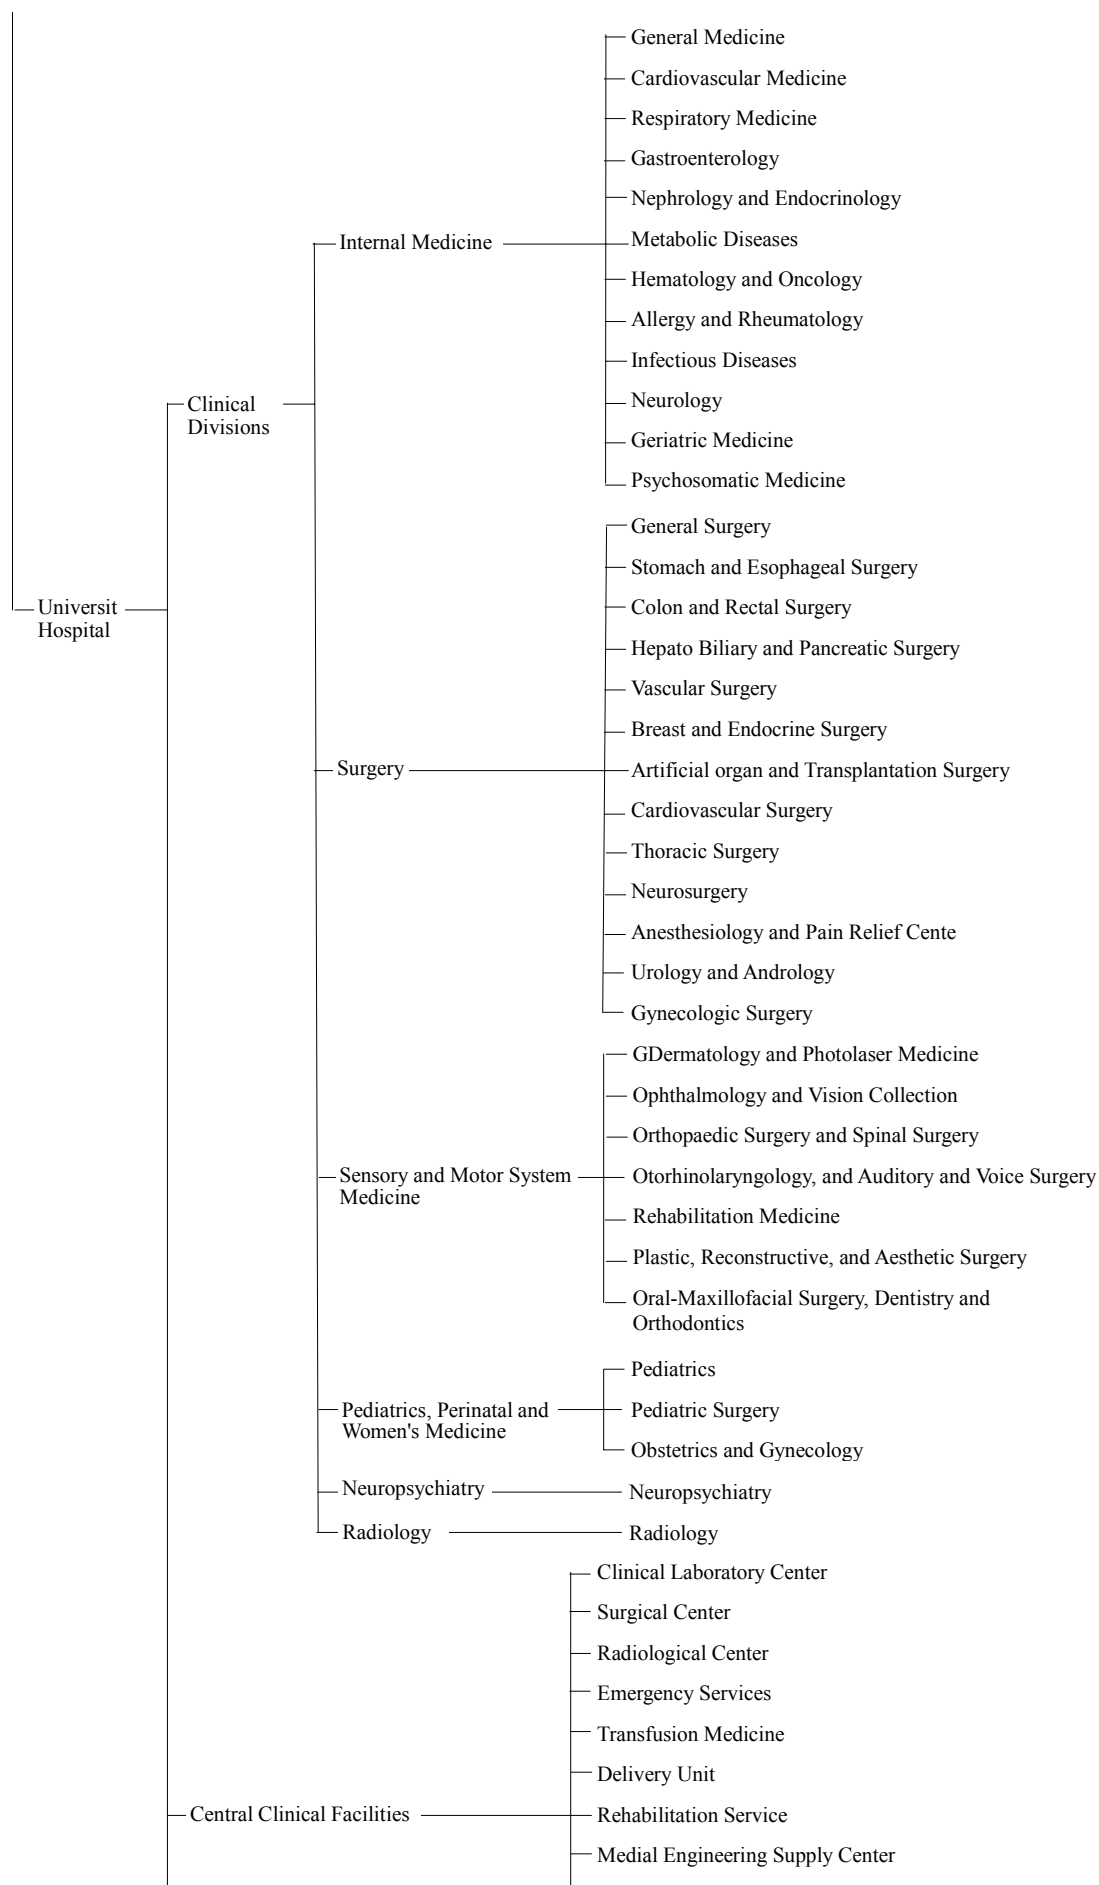 General Medicine
Cardiovascular Medicine
Respiratory Medicine
Gastroenterology
Nephrology and Endocrinology
Internal Medicine
Metabolic Diseases
Hematology and Oncology
Allergy and Rheumatology
Infectious Diseases
Clinical
Divisions
Neurology
Geriatric Medicine
Psychosomatic Medicine
General Surgery
Stomach and Esophageal Surgery
Universit
Hospital
Colon and Rectal Surgery
Hepato Biliary and Pancreatic Surgery
Vascular Surgery
Breast and Endocrine Surgery
Surgery
Artificial organ and Transplantation Surgery
Cardiovascular Surgery
Thoracic Surgery
Neurosurgery
Anesthesiology and Pain Relief Cente
Urology and Andrology
Gynecologic Surgery
GDermatology and Photolaser Medicine
Ophthalmology and Vision Collection
Orthopaedic Surgery and Spinal Surgery
Sensory and Motor System
Medicine
Otorhinolaryngology, and Auditory and Voice Surgery
Rehabilitation Medicine
Plastic, Reconstructive, and Aesthetic Surgery
Oral-Maxillofacial Surgery, Dentistry and
Orthodontics
Pediatrics
Pediatrics, Perinatal and
Women's Medicine
Pediatric Surgery
Obstetrics and Gynecology
Neuropsychiatry
Neuropsychiatry
Radiology
Radiology
Clinical Laboratory Center
Surgical Center
Radiological Center
Emergency Services
Transfusion Medicine
Delivery Unit
Central Clinical Facilities
Rehabilitation Service
Medial Engineering Supply Center